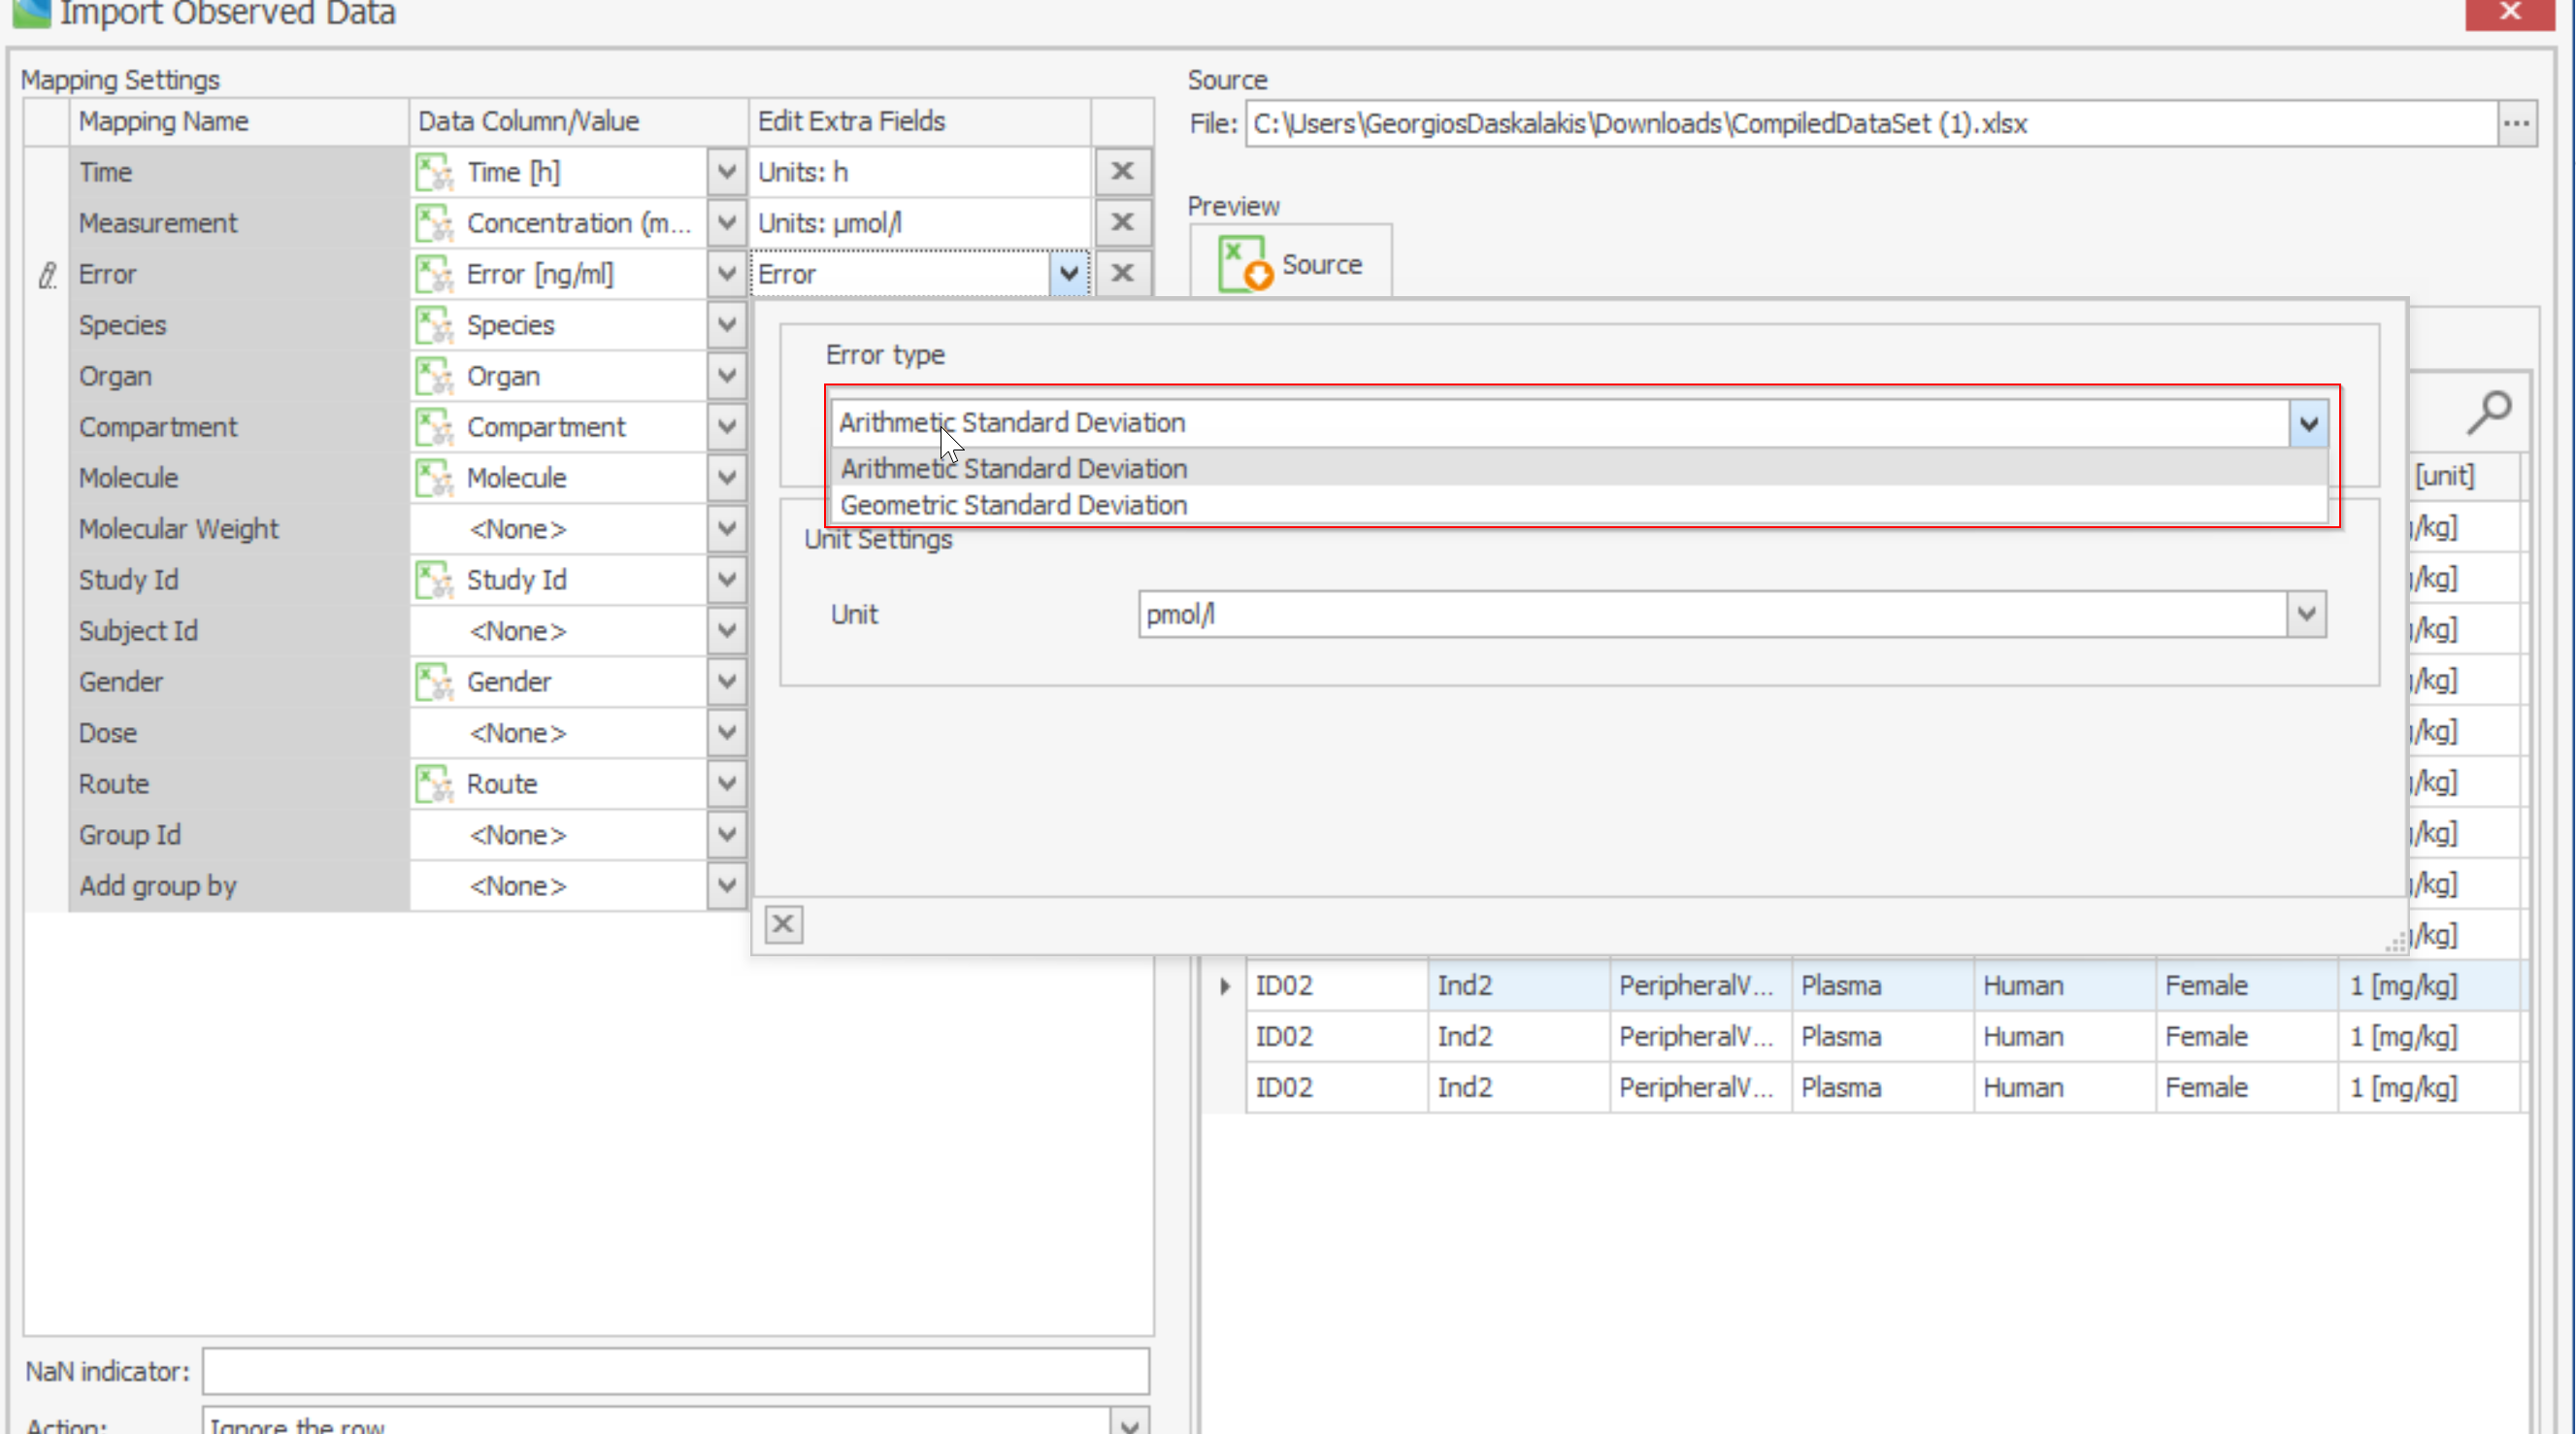 Import Observed Data
Mapping Settings
Mapping Name Data Column/Value Edit Extra Fields
Time Time [h] Units: h
Measurement Concentration (m... Units: µmol/l
Error Error [ng/ml] Error
Species Species
Organ Organ
Compartment Compartment
Molecule Molecule
Molecular Weight <None>
Study Id Study Id
Subject Id <None>
Gender Gender
Dose <None>
Route Route
Group Id <None>
Add group by <None>
NaN indicator:
Action: Ignore the row
Source
File: C:\Users\GeorgiosDaskalakis\Downloads\CompiledDataSet (1).xlsx ...
Preview
Source
Error type
Arithmetic Standard Deviation
Arithmetic Standard Deviation
Geometric Standard Deviation
Unit Settings
Unit pmol/l
[unit]
/kg]
/kg]
/kg]
/kg]
/kg]
/kg]
/kg]
/kg]
/kg]
ID02 Ind2 PeripheralV... Plasma Human Female 1 [mg/kg]
ID02 Ind2 PeripheralV... Plasma Human Female 1 [mg/kg]
ID02 Ind2 PeripheralV... Plasma Human Female 1 [mg/kg]